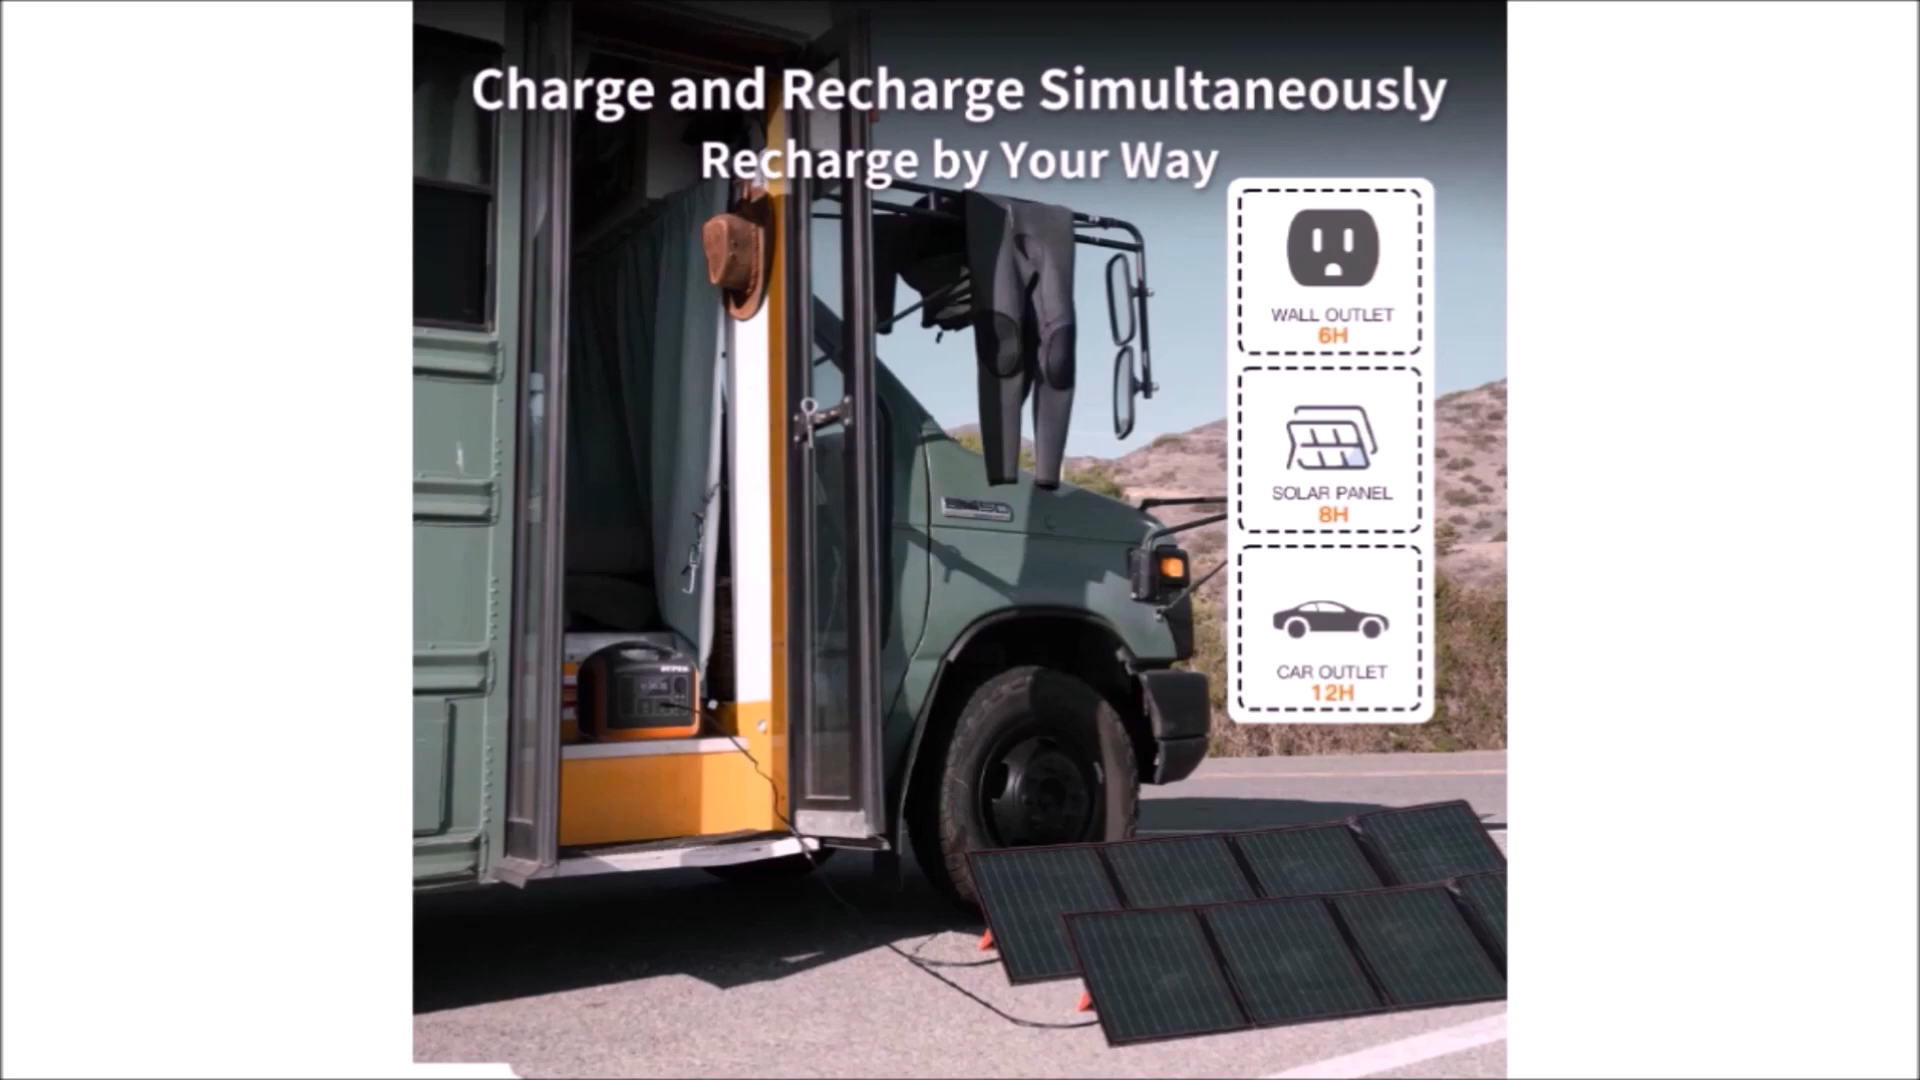 Charge and Recharge Simultaneously
Recharge by Your Way
WALL OUTLET
6H
SOLAR PANEL
8H
CAR OUTLET
12H